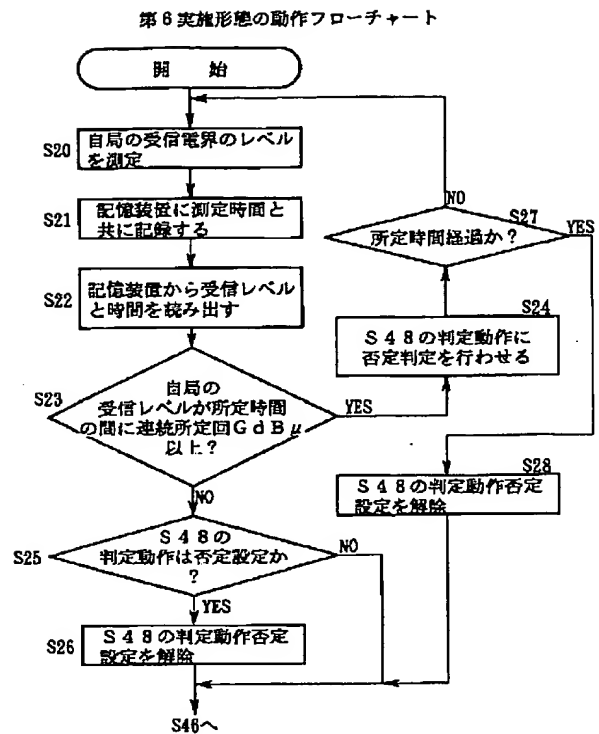 第6実施形態の動作フローチャート
開 始
S20
自局の受信電界のレベル
を測定
S21
記憶装置に測定時間と
共に記録する
S22
記憶装置から受信レベル
と時間を読み出す
S23
自局の
受信レベルが所定時間
の間に連続所定回GdBμ
以上?
YES
NO
S24
S48の判定動作に
否定判定を行わせる
S27
所定時間経過か?
NO
YES
S28
S48の判定動作否定
設定を解除
S25
S48の
判定動作は否定設定か
?
NO
YES
S26
S48の判定動作否定
設定を解除
S46へ